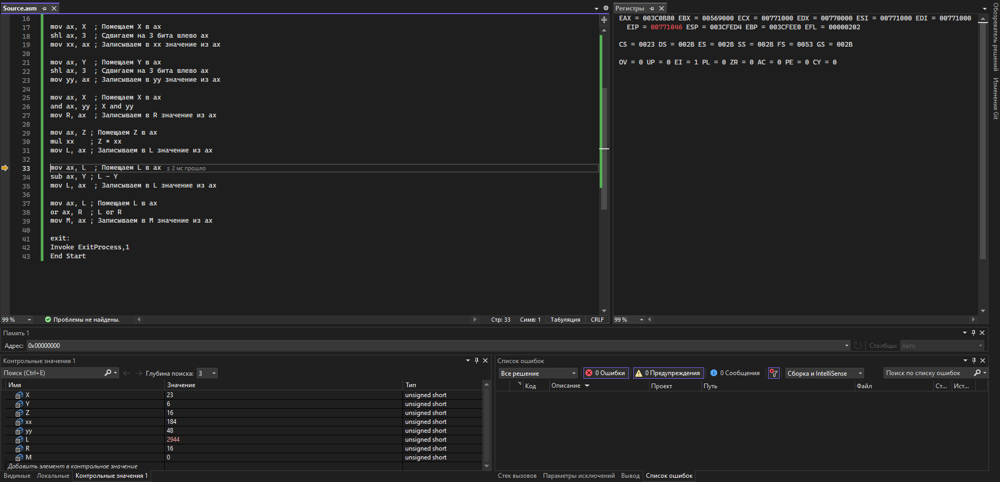 Source.asm
16
17 mov ax, X  ; Помещаем X в ax
18 shl ax, 3  ; Сдвигаем на 3 бита влево ax
19 mov xx, ax ; Записываем в xx значение из ax
20
21 mov ax, Y  ; Помещаем Y в ax
22 shl ax, 3  ; Сдвигаем на 3 бита влево ax
23 mov yy, ax ; Записываем в yy значение из ax
24
25 mov ax, X  ; Помещаем X в ax
26 and ax, yy ; X and yy
27 mov R, ax  ; Записываем в R значение из ax
28
29 mov ax, Z ; Помещаем Z в ax
30 mul xx    ; Z * xx
31 mov L, ax ; Записываем в L значение из ax
32
33 mov ax, L  ; Помещаем L в ax ≤ 2 мс прошло
34 sub ax, Y ; L - Y
35 mov L, ax  ; Записываем в L значение из ax
36
37 mov ax, L ; Помещаем L в ax
38 or ax, R  ; L or R
39 mov M, ax ; Записываем в M значение из ax
40
41 exit:
42 Invoke ExitProcess,1
43 End Start
99 % Проблемы не найдены. Стр: 33 Симв: 1 Табуляция CRLF
Регистры
EAX = 003C0B80 EBX = 00569000 ECX = 00771000 EDX = 00770000 ESI = 00771000 EDI = 00771000
EIP = 00771046 ESP = 003CFED4 EBP = 003CFEE0 EFL = 00000202
CS = 0023 DS = 002B ES = 002B SS = 002B FS = 0053 GS = 002B
OV = 0 UP = 0 EI = 1 PL = 0 ZR = 0 AC = 0 PE = 0 CY = 0
99 %
Обозреватель решений
Изменения Git
Память 1
Адрес: 0x00000000 Столбцы: Авто
Контрольные значения 1
Поиск (Ctrl+E) Глубина поиска: 3
Имя Значение Тип
X 23 unsigned short
Y 6 unsigned short
Z 16 unsigned short
xx 184 unsigned short
yy 48 unsigned short
L 2944 unsigned short
R 16 unsigned short
M 0 unsigned short
Добавить элемент в контрольное значение
Видимые Локальные Контрольные значения 1
Список ошибок
Все решение 0 Ошибки 0 Предупреждения 0 Сообщения Сборка и IntelliSense Поиск по списку ошибок
Код Описание Проект Путь Файл Ст... Ист...
Стек вызовов Параметры исключений Вывод Список ошибок